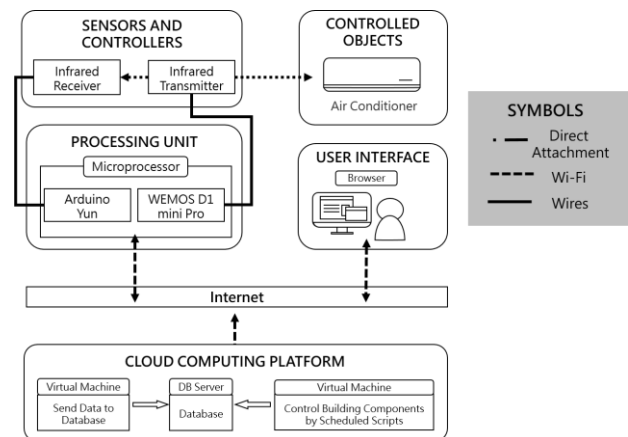 SENSORS AND
CONTROLLERS
Infrared
Receiver
Infrared
Transmitter
CONTROLLED
OBJECTS
Air Conditioner
PROCESSING UNIT
Microprocessor
Arduino
Yun
WEMOS D1
mini Pro
USER INTERFACE
Browser
SYMBOLS
Direct
Attachment
Wi-Fi
Wires
Internet
CLOUD COMPUTING PLATFORM
Virtual Machine
Send Data to
Database
DB Server
Database
Virtual Machine
Control Building Components
by Scheduled Scripts